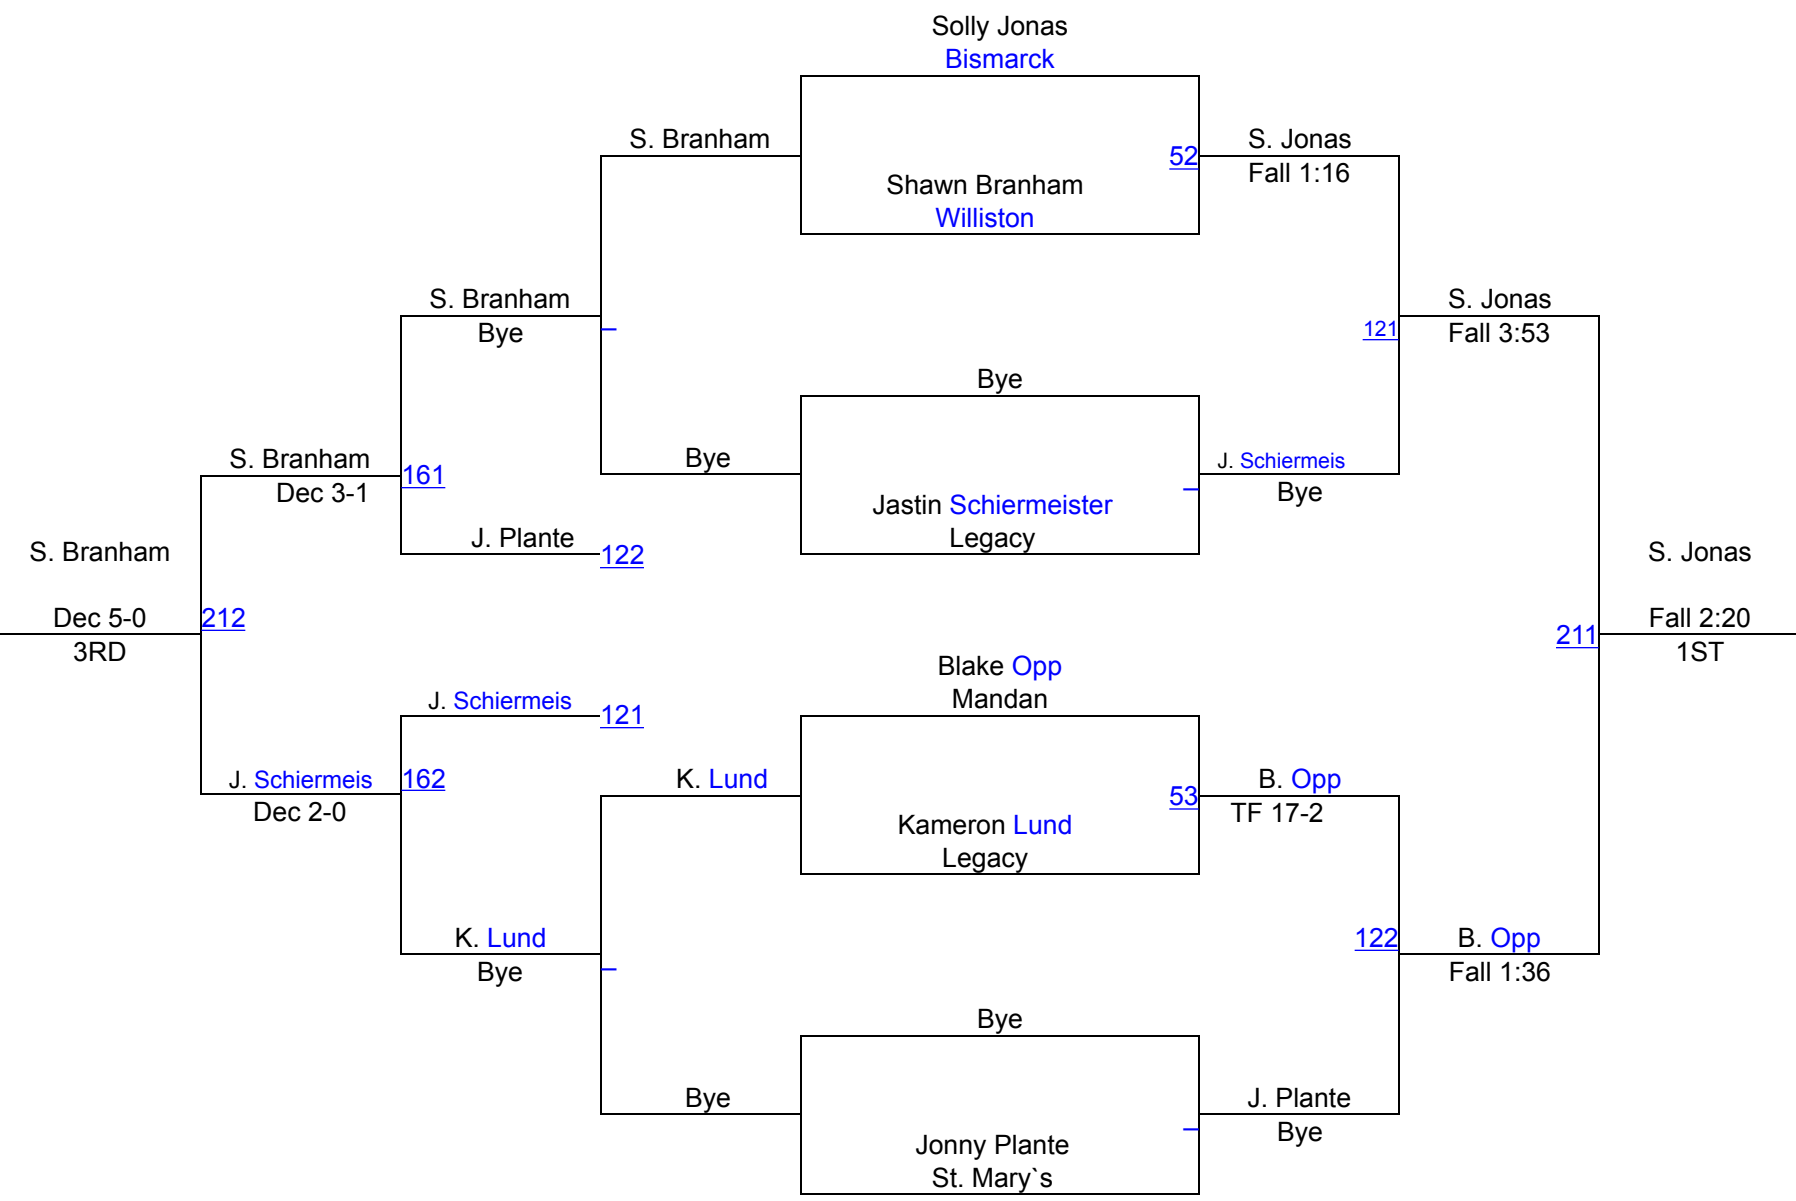 Solly Jonas
Bismarck
S. Branham
52
S. Jonas
Fall 1:16
Shawn Branham
Williston
S. Branham
Bye
121
S. Jonas
Fall 3:53
Bye
S. Branham
Dec 3-1
161
Bye
J. Schiermeis
Bye
Jastin Schiermeister
Legacy
J. Plante
122
S. Branham
Dec 5-0
3RD
212
S. Jonas
211
Fall 2:20
1ST
Blake Opp
Mandan
J. Schiermeis
121
J. Schiermeis
Dec 2-0
162
K. Lund
53
B. Opp
TF 17-2
Kameron Lund
Legacy
K. Lund
Bye
122
B. Opp
Fall 1:36
Bye
Bye
J. Plante
Bye
Jonny Plante
St. Mary`s